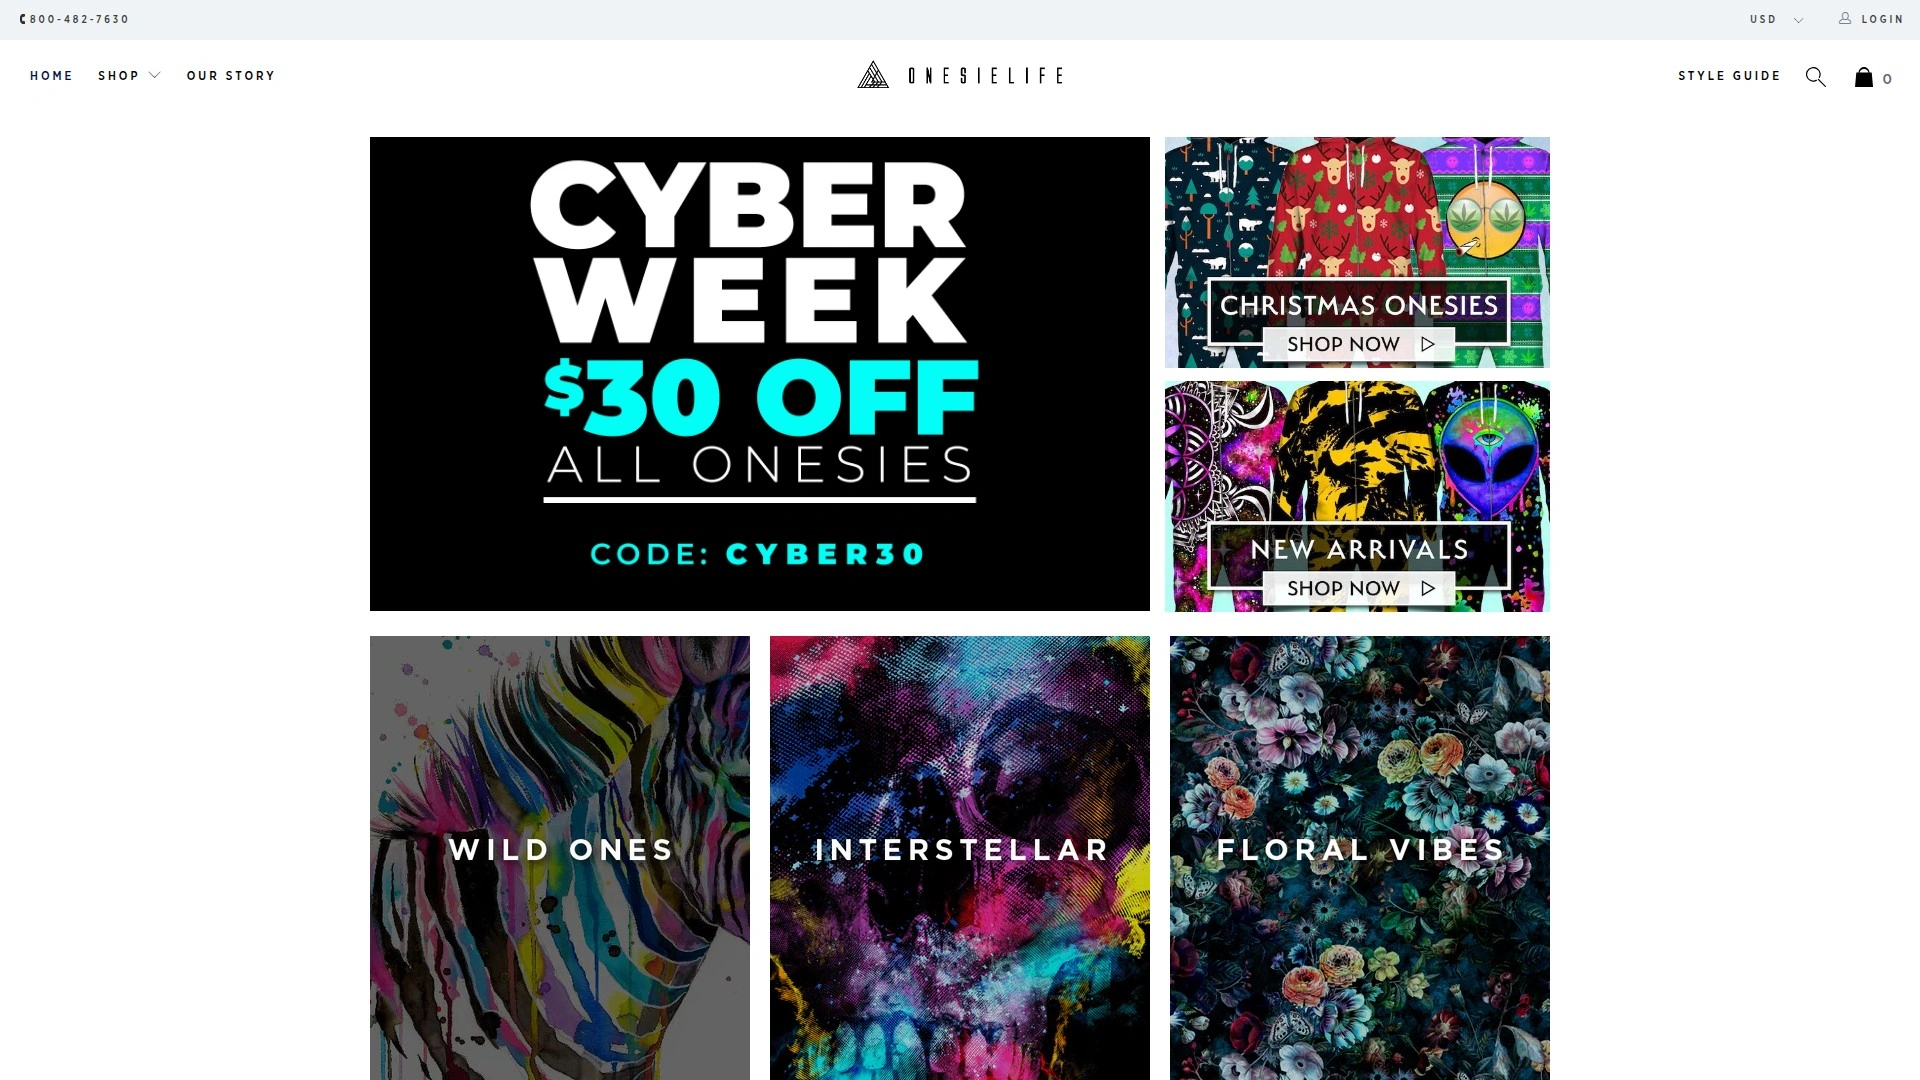 800-482-7630
USD
LOGIN
HOME
SHOP
OUR STORY
ONESIELIFE
STYLE GUIDE
0
CYBER
WEEK
$30 OFF
ALL ONESIES
CODE: CYBER30
CHRISTMAS ONESIES
SHOP NOW
NEW ARRIVALS
SHOP NOW
WILD ONES
INTERSTELLAR
FLORAL VIBES